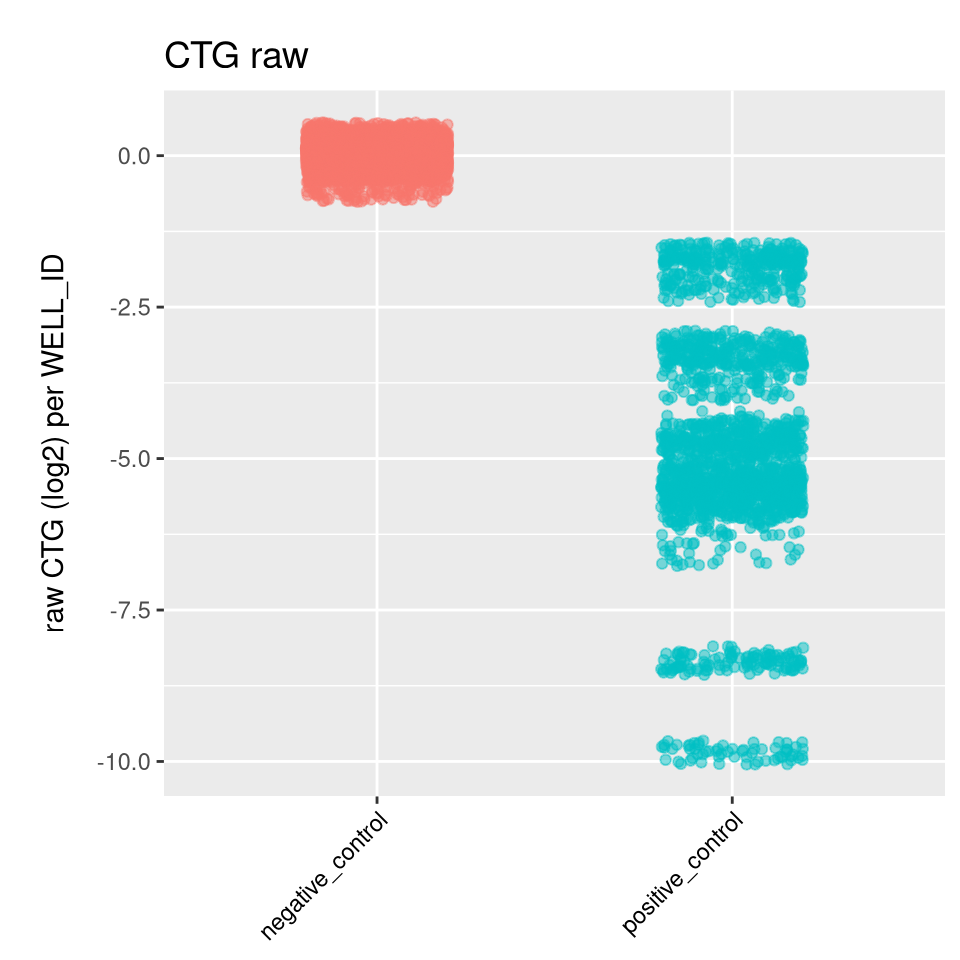 CTG raw
raw CTG (log2) per WELL_ID
0.0
-2.5
-5.0
-7.5
-10.0
negative_control
positive_control